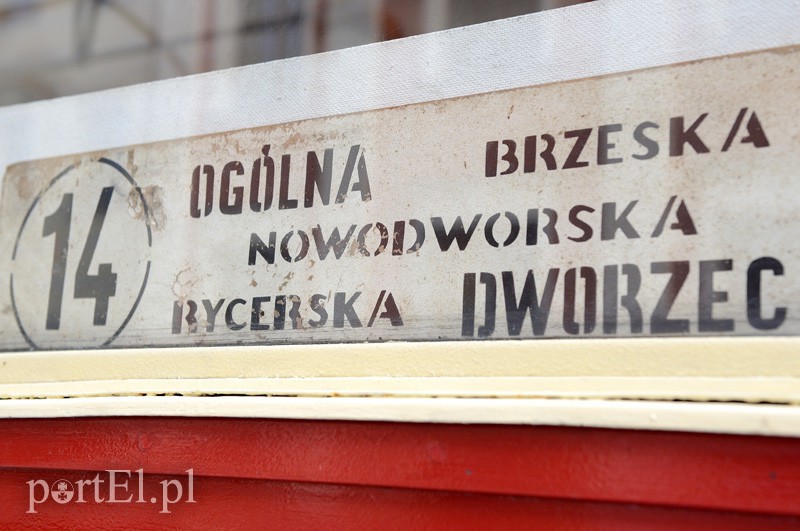 14
OGÓLNA BRZESKA
NOWODWORSKA
RYCERSKA DWORZEC
portEl.pl